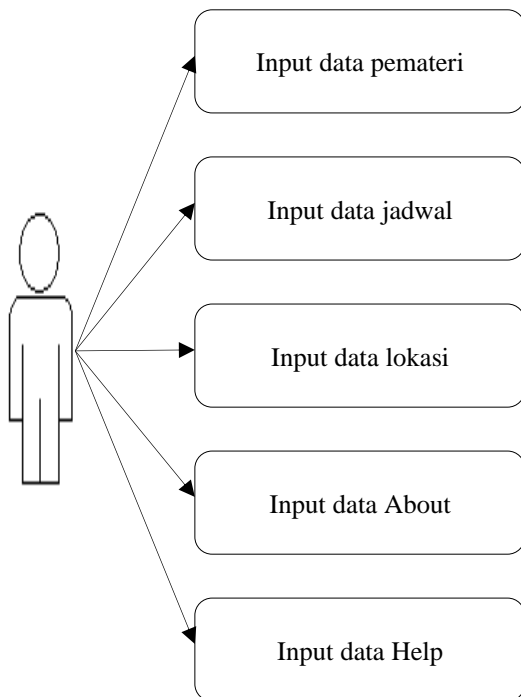 Input data pemateri
Input data jadwal
Input data lokasi
Input data About
Input data Help